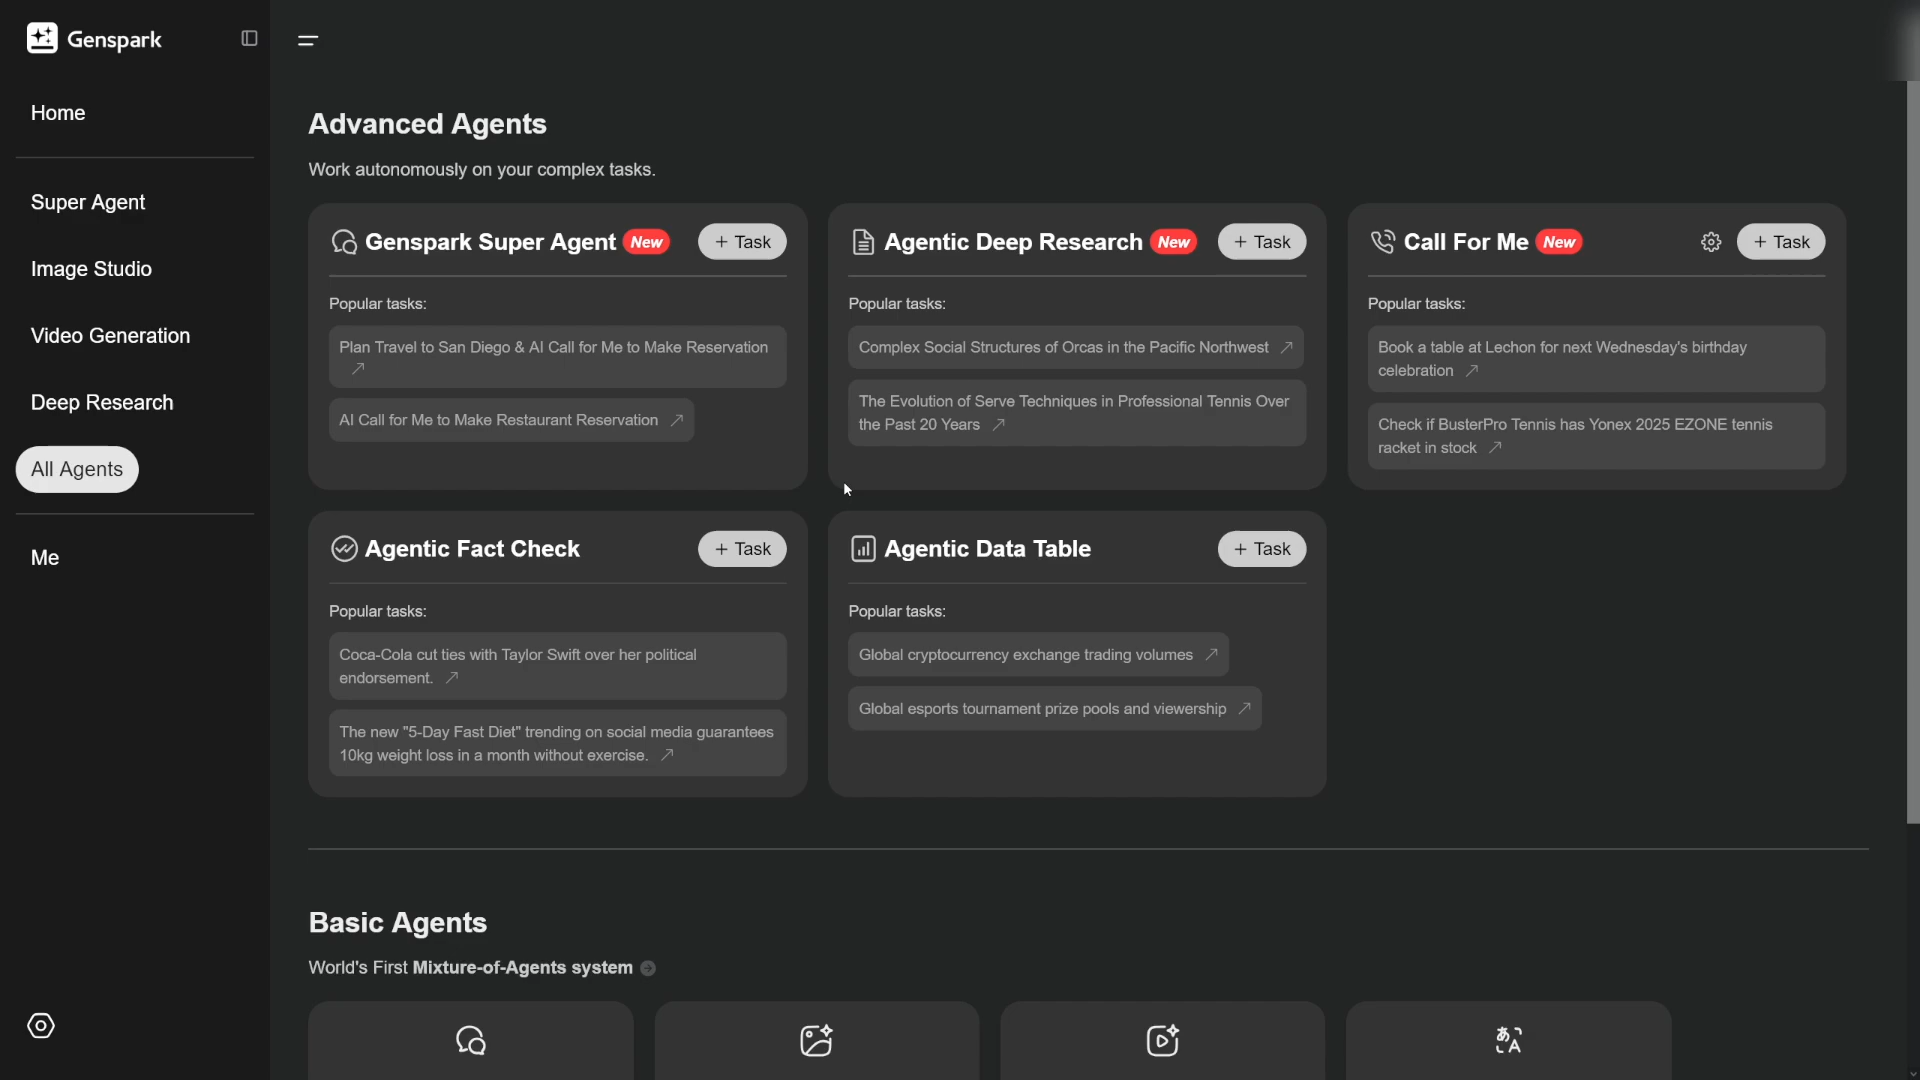 Genspark
Home
Super Agent
Image Studio
Video Generation
Deep Research
All Agents
Me
Advanced Agents
Work autonomously on your complex tasks.
Genspark Super Agent New + Task
Popular tasks:
Plan Travel to San Diego & AI Call for Me to Make Reservation
AI Call for Me to Make Restaurant Reservation
Agentic Deep Research New + Task
Popular tasks:
Complex Social Structures of Orcas in the Pacific Northwest
The Evolution of Serve Techniques in Professional Tennis Over
the Past 20 Years
Call For Me New + Task
Popular tasks:
Book a table at Lechon for next Wednesday's birthday
celebration
Check if BusterPro Tennis has Yonex 2025 EZONE tennis
racket in stock
Agentic Fact Check + Task
Popular tasks:
Coca-Cola cut ties with Taylor Swift over her political
endorsement.
The new "5-Day Fast Diet" trending on social media guarantees
10kg weight loss in a month without exercise.
Agentic Data Table + Task
Popular tasks:
Global cryptocurrency exchange trading volumes
Global esports tournament prize pools and viewership
Basic Agents
World's First Mixture-of-Agents system
あ A